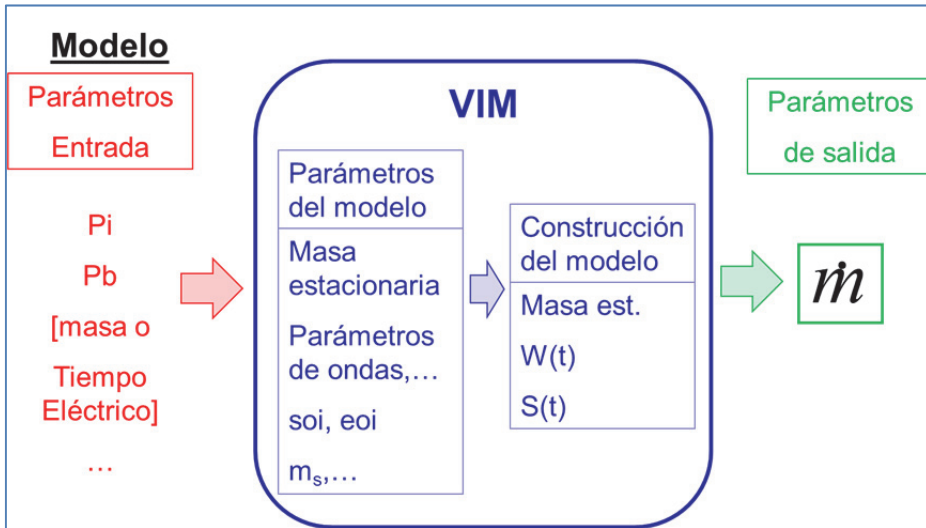 Modelo
Parámetros
Entrada
Pi
Pb
[masa o
Tiempo
Eléctrico]
…
VIM
Parámetros
del modelo
Masa
estacionaria
Parámetros
de ondas,…
soi, eoi
mₛ,…
Construcción
del modelo
Masa est.
W(t)
S(t)
Parámetros
de salida
ṁ